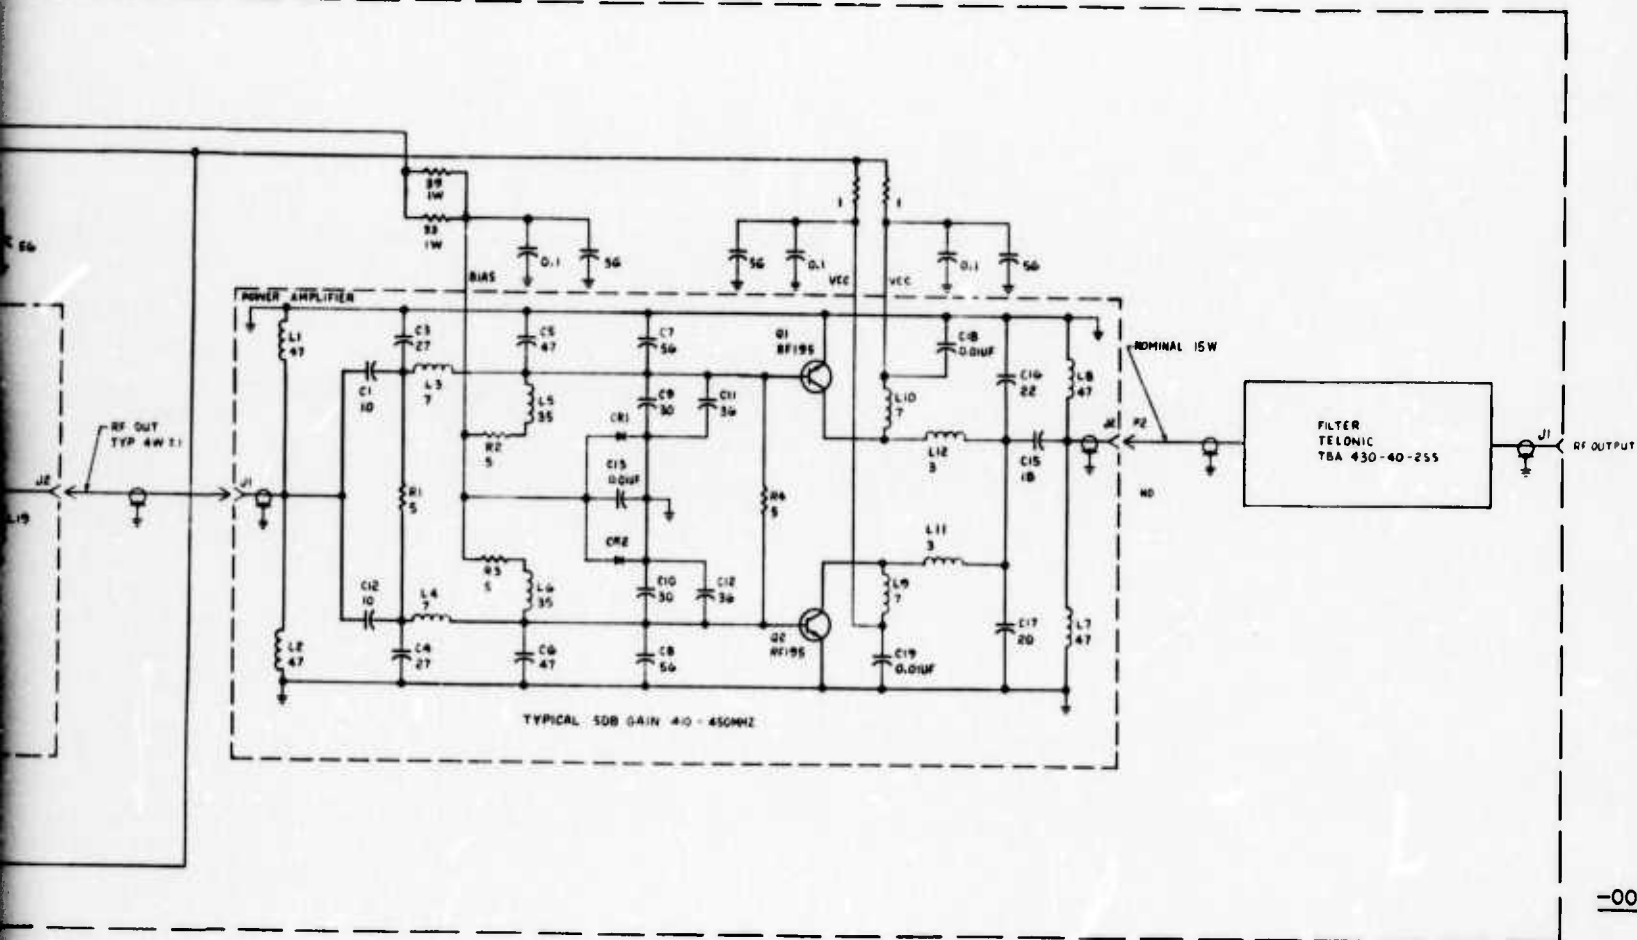 56
39
1W
33
1W
0.1
56
BIAS
1
1
56
0.1
VCC
VCC
0.1
56
POWER AMPLIFIER
L1
47
C3
27
C5
47
C7
56
Q1
RF195
C18
0.01UF
NOMINAL 15W
C1
10
L3
7
L5
35
C9
30
C11
36
L10
7
C16
22
L8
47
RF OUT
TYP 4W
R2
5
CR1
C13
0.01UF
L12
3
C15
18
J2
P2
FILTER
TELONIC
TBA 430-40-255
J1
RF OUTPUT
J2
L19
J1
R1
5
R4
5
L11
3
CR2
R3
5
L6
35
C10
30
C12
36
L9
7
C12
10
L4
7
Q2
RF195
C17
20
L7
47
L2
47
C4
27
C6
47
C8
56
C19
0.01UF
TYPICAL 5DB GAIN 410 - 450MHZ
-00